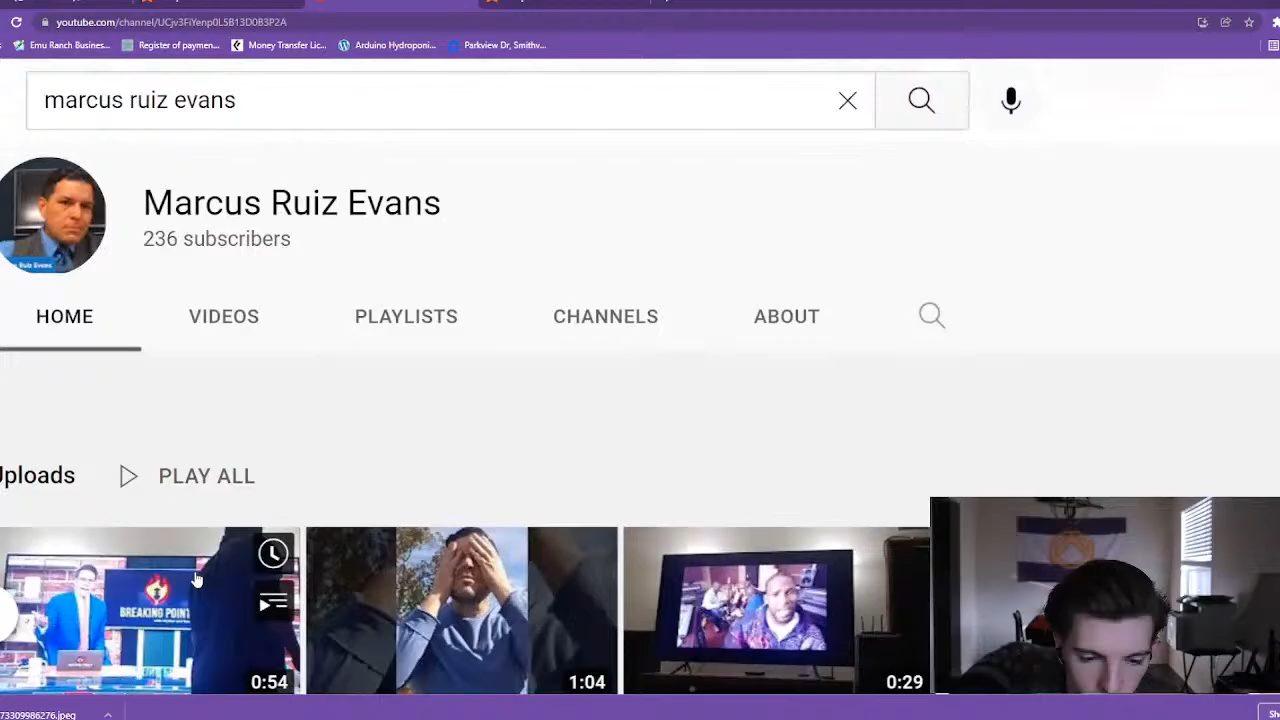 youtube.com/channel/UCjv3FiYenp0L5B13D0B3P2A
Emu Ranch Busines...
Register of paymen...
Money Transfer Lic...
Arduino Hydroponi...
Parkview Dr, Smithv...
marcus ruiz evans
Marcus Ruiz Evans
236 subscribers
HOME
VIDEOS
PLAYLISTS
CHANNELS
ABOUT
Uploads
PLAY ALL
BREAKING POINT
0:54
1:04
0:29
73309986276.jpeg